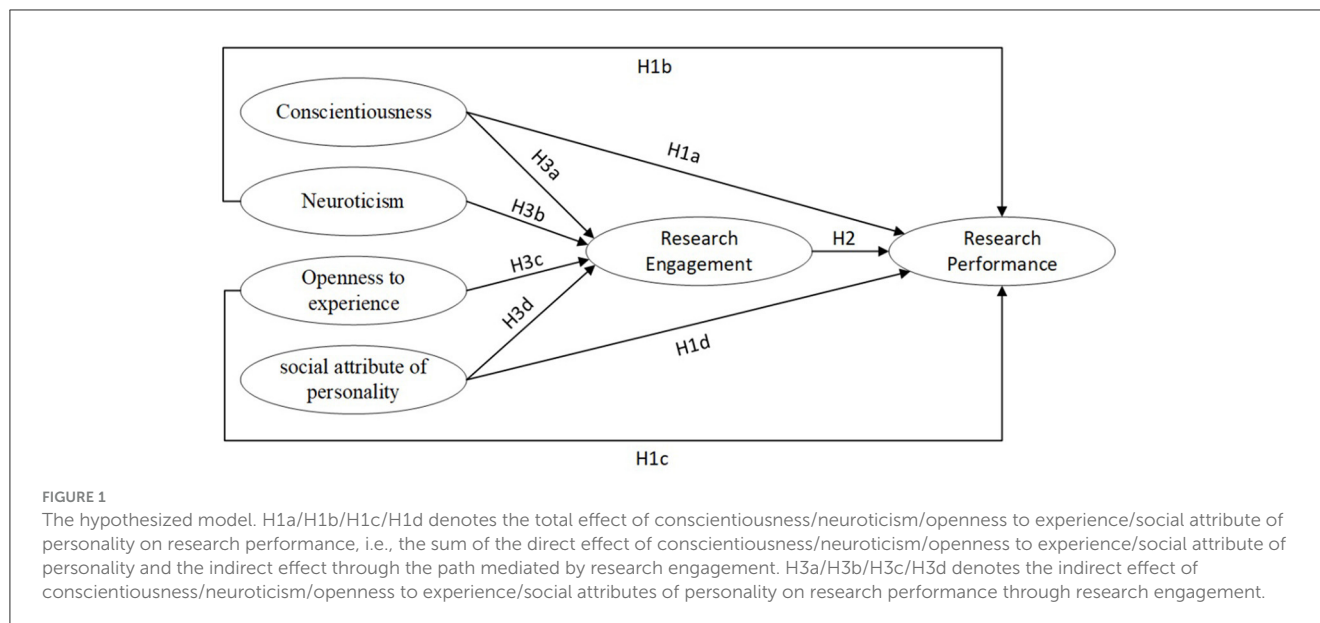 H1b
Conscientiousness
H1a
H3a
Neuroticism
H3b
Research
Engagement
H2
Research
Performance
Openness to
experience
H3c
H3d
social attribute of
personality
H1d
H1c
FIGURE 1
The hypothesized model. H1a/H1b/H1c/H1d denotes the total effect of conscientiousness/neuroticism/openness to experience/social attribute of
personality on research performance, i.e., the sum of the direct effect of conscientiousness/neuroticism/openness to experience/social attribute of
personality and the indirect effect through the path mediated by research engagement. H3a/H3b/H3c/H3d denotes the indirect effect of
conscientiousness/neuroticism/openness to experience/social attributes of personality on research performance through research engagement.